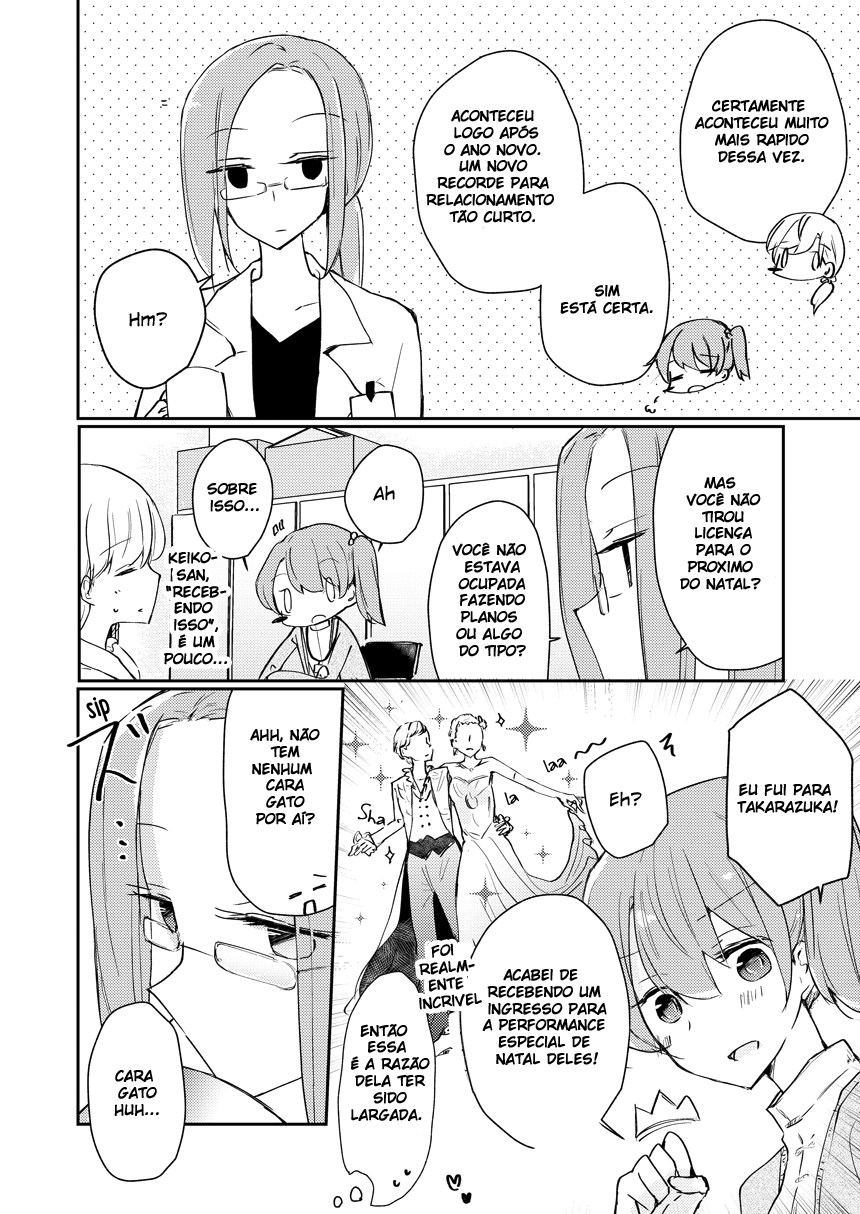 CERTAMENTE
ACONTECEU MUITO
MAIS RAPIDO
DESSA VEZ.
ACONTECEU
LOGO APÓS
O ANO NOVO.
UM NOVO
RECORDE PARA
RELACIONAMENTO
TÃO CURTO.
SIM
ESTÁ CERTA.
Hm?
MAS
VOCÊ NÃO
TIROU
LICENÇA
PARA O
PROXIMO
DO NATAL?
VOCÊ NÃO
ESTAVA
OCUPADA
FAZENDO
PLANOS
OU ALGO
DO TIPO?
Ah
SOBRE
ISSO...
KEIKO-
SAN,
"RECEB-
ENDO
ISSO",
É UM
POUCO...
EU FUI PARA
TAKARAZUKA!
Eh?
laa
la
Sha
ACABEI DE
RECEBENDO UM
INGRESSO PARA
A PERFORMANCE
ESPECIAL DE
NATAL DELES!
FOI
REALM-
ENTE
INCRIVEL
ENTÃO
ESSA
É A RAZÃO
DELA TER
SIDO
LARGADA.
AHH, NÃO
TEM
NENHUM
CARA
GATO
POR AÍ?
sip
CARA
GATO
HUH...